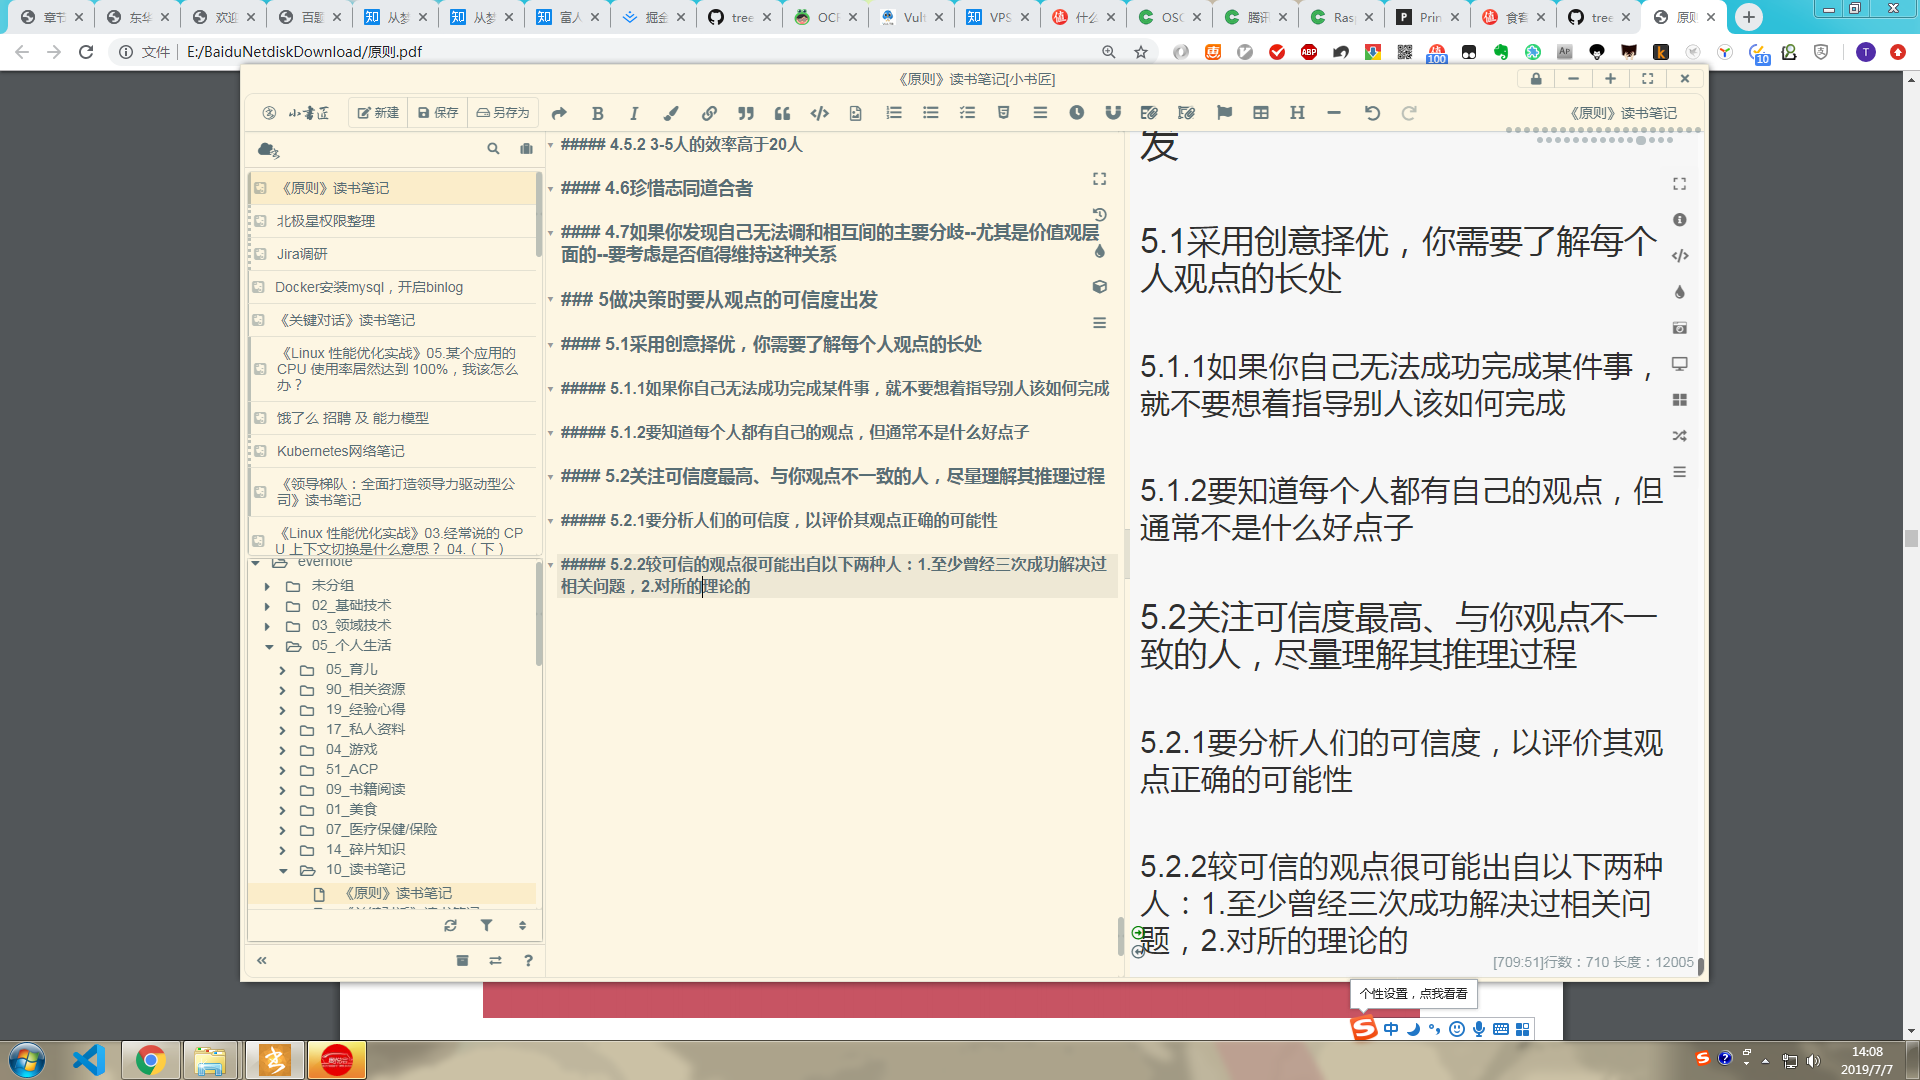 章节
东华
欢迎
百题
从梦
从梦
富人
掘金
tree
OCF
Vult
VPS
什么
OSC
腾讯
Rasp
Prin
食客
tree
原则
文件 E:/BaiduNetdiskDownload/原则.pdf
《原则》读书笔记[小书匠]
新建 保存 另存为 《原则》读书笔记
《原则》读书笔记
北极星权限整理
Jira调研
Docker安装mysql，开启binlog
《关键对话》读书笔记
《Linux 性能优化实战》05.某个应用的
CPU 使用率居然达到 100%，我该怎么
办？
饿了么 招聘 及 能力模型
Kubernetes网络笔记
《领导梯队：全面打造领导力驱动型公
司》读书笔记
《Linux 性能优化实战》03.经常说的 CP
U 上下文切换是什么意思？ 04.（下）
evernote
未分组
02_基础技术
03_领域技术
05_个人生活
05_育儿
90_相关资源
19_经验心得
17_私人资料
04_游戏
51_ACP
09_书籍阅读
01_美食
07_医疗保健/保险
14_碎片知识
10_读书笔记
《原则》读书笔记
##### 4.5.2 3-5人的效率高于20人
#### 4.6珍惜志同道合者
#### 4.7如果你发现自己无法调和相互间的主要分歧--尤其是价值观层
面的--要考虑是否值得维持这种关系
### 5做决策时要从观点的可信度出发
#### 5.1采用创意择优，你需要了解每个人观点的长处
##### 5.1.1如果你自己无法成功完成某件事，就不要想着指导别人该如何完成
##### 5.1.2要知道每个人都有自己的观点，但通常不是什么好点子
#### 5.2关注可信度最高、与你观点不一致的人，尽量理解其推理过程
##### 5.2.1要分析人们的可信度，以评价其观点正确的可能性
##### 5.2.2较可信的观点很可能出自以下两种人：1.至少曾经三次成功解决过
相关问题，2.对所的理论的
发
5.1采用创意择优，你需要了解每个
人观点的长处
5.1.1如果你自己无法成功完成某件事，
就不要想着指导别人该如何完成
5.1.2要知道每个人都有自己的观点，但
通常不是什么好点子
5.2关注可信度最高、与你观点不一
致的人，尽量理解其推理过程
5.2.1要分析人们的可信度，以评价其观
点正确的可能性
5.2.2较可信的观点很可能出自以下两种
人：1.至少曾经三次成功解决过相关问
题，2.对所的理论的
[709:51]行数：710 长度：12005
个性设置，点我看看
中
14:08
2019/7/7